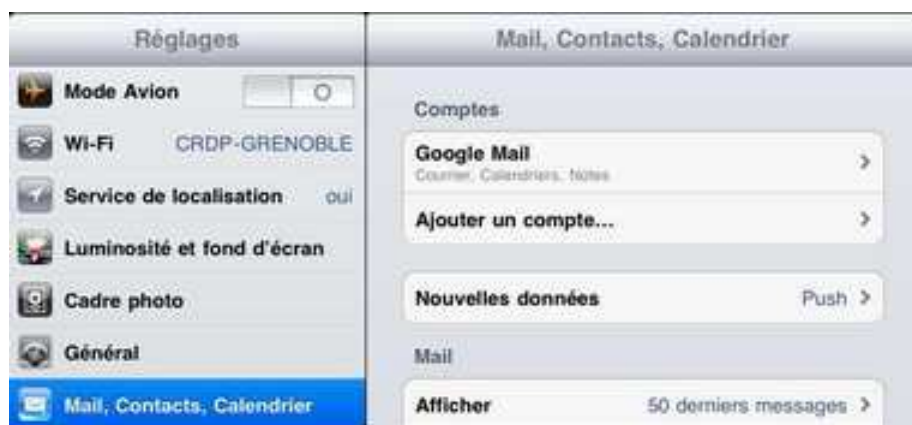 Réglages
Mode Avion
Wi-Fi CRDP-GRENOBLE
Service de localisation oui
Luminosité et fond d'écran
Cadre photo
Général
Mail, Contacts, Calendrier
Mail, Contacts, Calendrier
Comptes
Google Mail
Courrier, Calendriers, Notes
Ajouter un compte...
Nouvelles données Push
Mail
Afficher 50 derniers messages